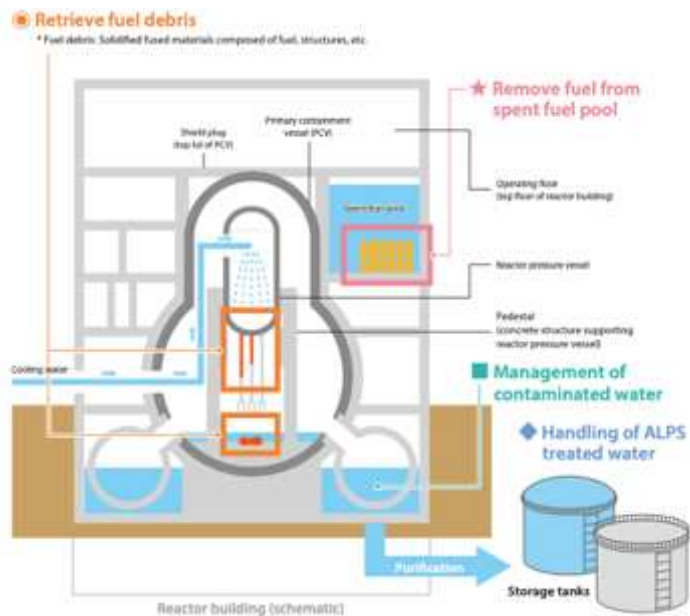 Retrieve fuel debris
* Fuel debris: Solidified fused materials composed of fuel, structures, etc.
Remove fuel from
spent fuel pool
Shield plug
(top lid of PCV)
Primary containment
vessel (PCV)
Operating floor
(top floor of reactor building)
Spent fuel pool
Reactor pressure vessel
Pedestal
(concrete structure supporting
reactor pressure vessel)
Cooling water
Management of
contaminated water
Handling of ALPS
treated water
Purification
Storage tanks
Reactor building (schematic)